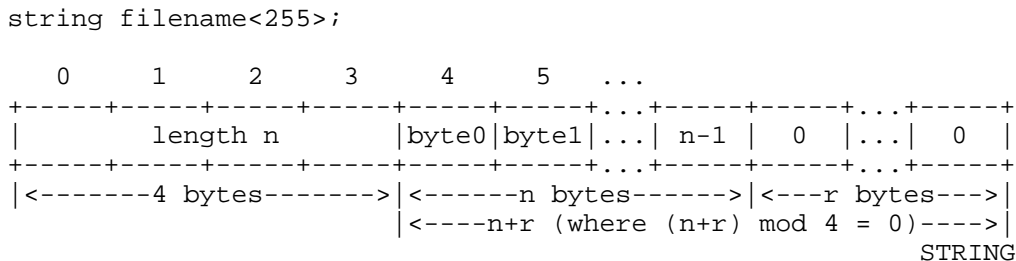 string filename<255>;
   0     1     2     3     4     5   ...
+-----+-----+-----+-----+-----+-----+...+-----+-----+...+-----+
|        length n       |byte0|byte1|...| n-1 |  0  |...|  0  |
+-----+-----+-----+-----+-----+-----+...+-----+-----+...+-----+
|<-------4 bytes------->|<------n bytes------>|<---r bytes--->|
                        |<----n+r (where (n+r) mod 4 = 0)---->|
                                                         STRING